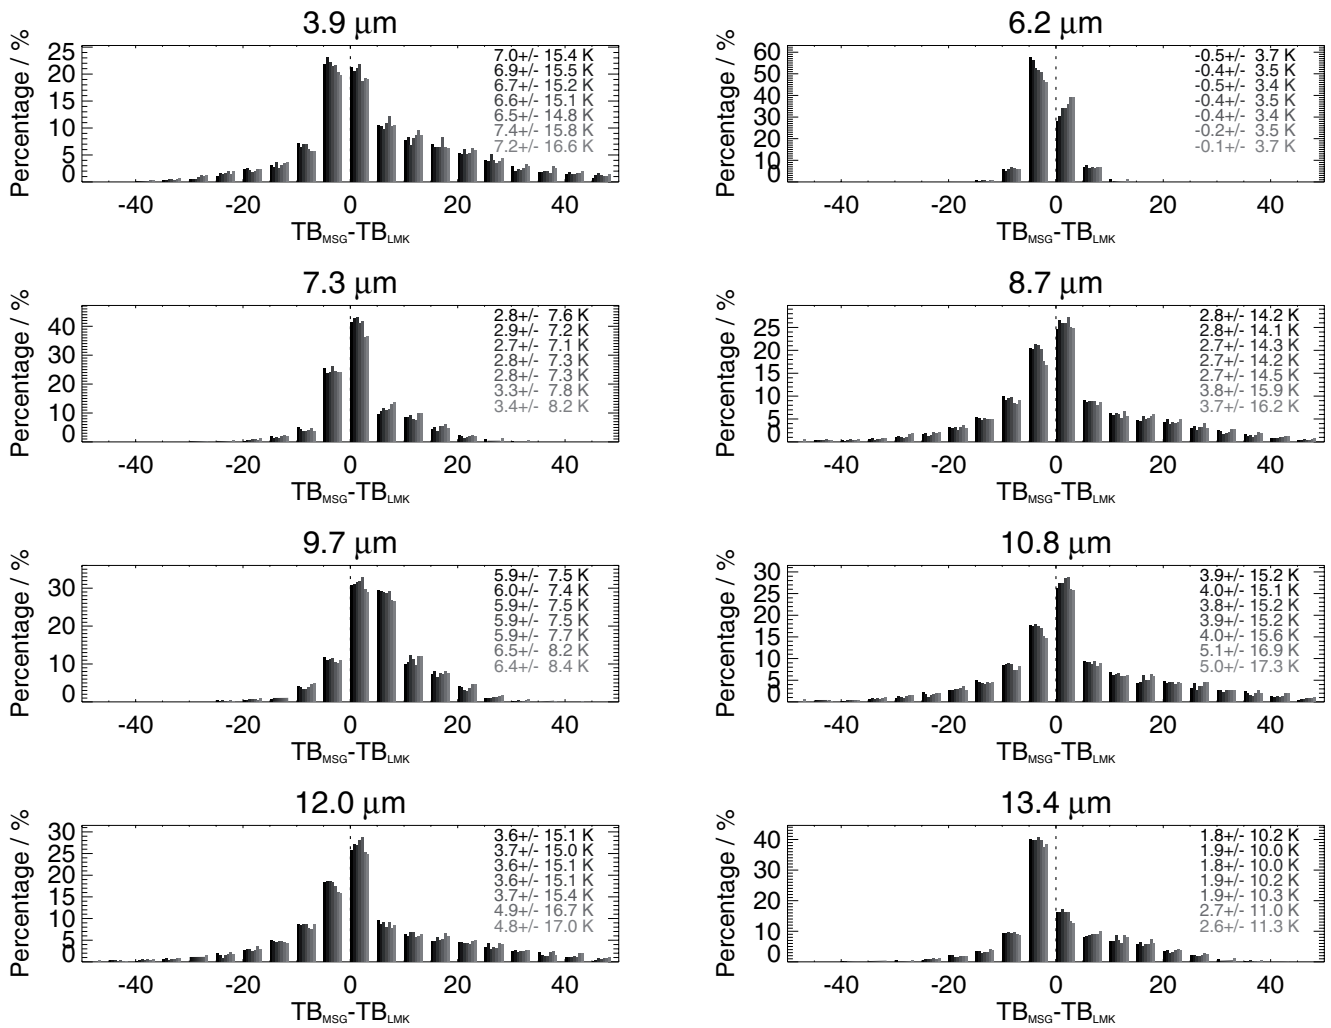 3.9 μm
Percentage / %
25
20
15
10
5
0
7.0+/- 15.4 K
6.9+/- 15.5 K
6.7+/- 15.2 K
6.6+/- 15.1 K
6.5+/- 14.8 K
7.4+/- 15.8 K
7.2+/- 16.6 K
-40 -20 0 20 40
TB_MSG-TB_LMK
6.2 μm
Percentage / %
60
50
40
30
20
10
0
-0.5+/- 3.7 K
-0.4+/- 3.5 K
-0.5+/- 3.4 K
-0.4+/- 3.5 K
-0.4+/- 3.4 K
-0.2+/- 3.5 K
-0.1+/- 3.7 K
-40 -20 0 20 40
TB_MSG-TB_LMK
7.3 μm
Percentage / %
40
30
20
10
0
2.8+/- 7.6 K
2.9+/- 7.2 K
2.7+/- 7.1 K
2.8+/- 7.3 K
2.8+/- 7.3 K
3.3+/- 7.8 K
3.4+/- 8.2 K
-40 -20 0 20 40
TB_MSG-TB_LMK
8.7 μm
Percentage / %
25
20
15
10
5
0
2.8+/- 14.2 K
2.8+/- 14.1 K
2.7+/- 14.3 K
2.7+/- 14.2 K
2.7+/- 14.5 K
3.8+/- 15.9 K
3.7+/- 16.2 K
-40 -20 0 20 40
TB_MSG-TB_LMK
9.7 μm
Percentage / %
30
20
10
0
5.9+/- 7.5 K
6.0+/- 7.4 K
5.9+/- 7.5 K
5.9+/- 7.5 K
5.9+/- 7.7 K
6.5+/- 8.2 K
6.4+/- 8.4 K
-40 -20 0 20 40
TB_MSG-TB_LMK
10.8 μm
Percentage / %
30
25
20
15
10
5
0
3.9+/- 15.2 K
4.0+/- 15.1 K
3.8+/- 15.2 K
3.9+/- 15.2 K
4.0+/- 15.6 K
5.1+/- 16.9 K
5.0+/- 17.3 K
-40 -20 0 20 40
TB_MSG-TB_LMK
12.0 μm
Percentage / %
30
25
20
15
10
5
0
3.6+/- 15.1 K
3.7+/- 15.0 K
3.6+/- 15.1 K
3.6+/- 15.1 K
3.7+/- 15.4 K
4.9+/- 16.7 K
4.8+/- 17.0 K
-40 -20 0 20 40
TB_MSG-TB_LMK
13.4 μm
Percentage / %
40
30
20
10
0
1.8+/- 10.2 K
1.9+/- 10.0 K
1.8+/- 10.0 K
1.9+/- 10.2 K
1.9+/- 10.3 K
2.7+/- 11.0 K
2.6+/- 11.3 K
-40 -20 0 20 40
TB_MSG-TB_LMK